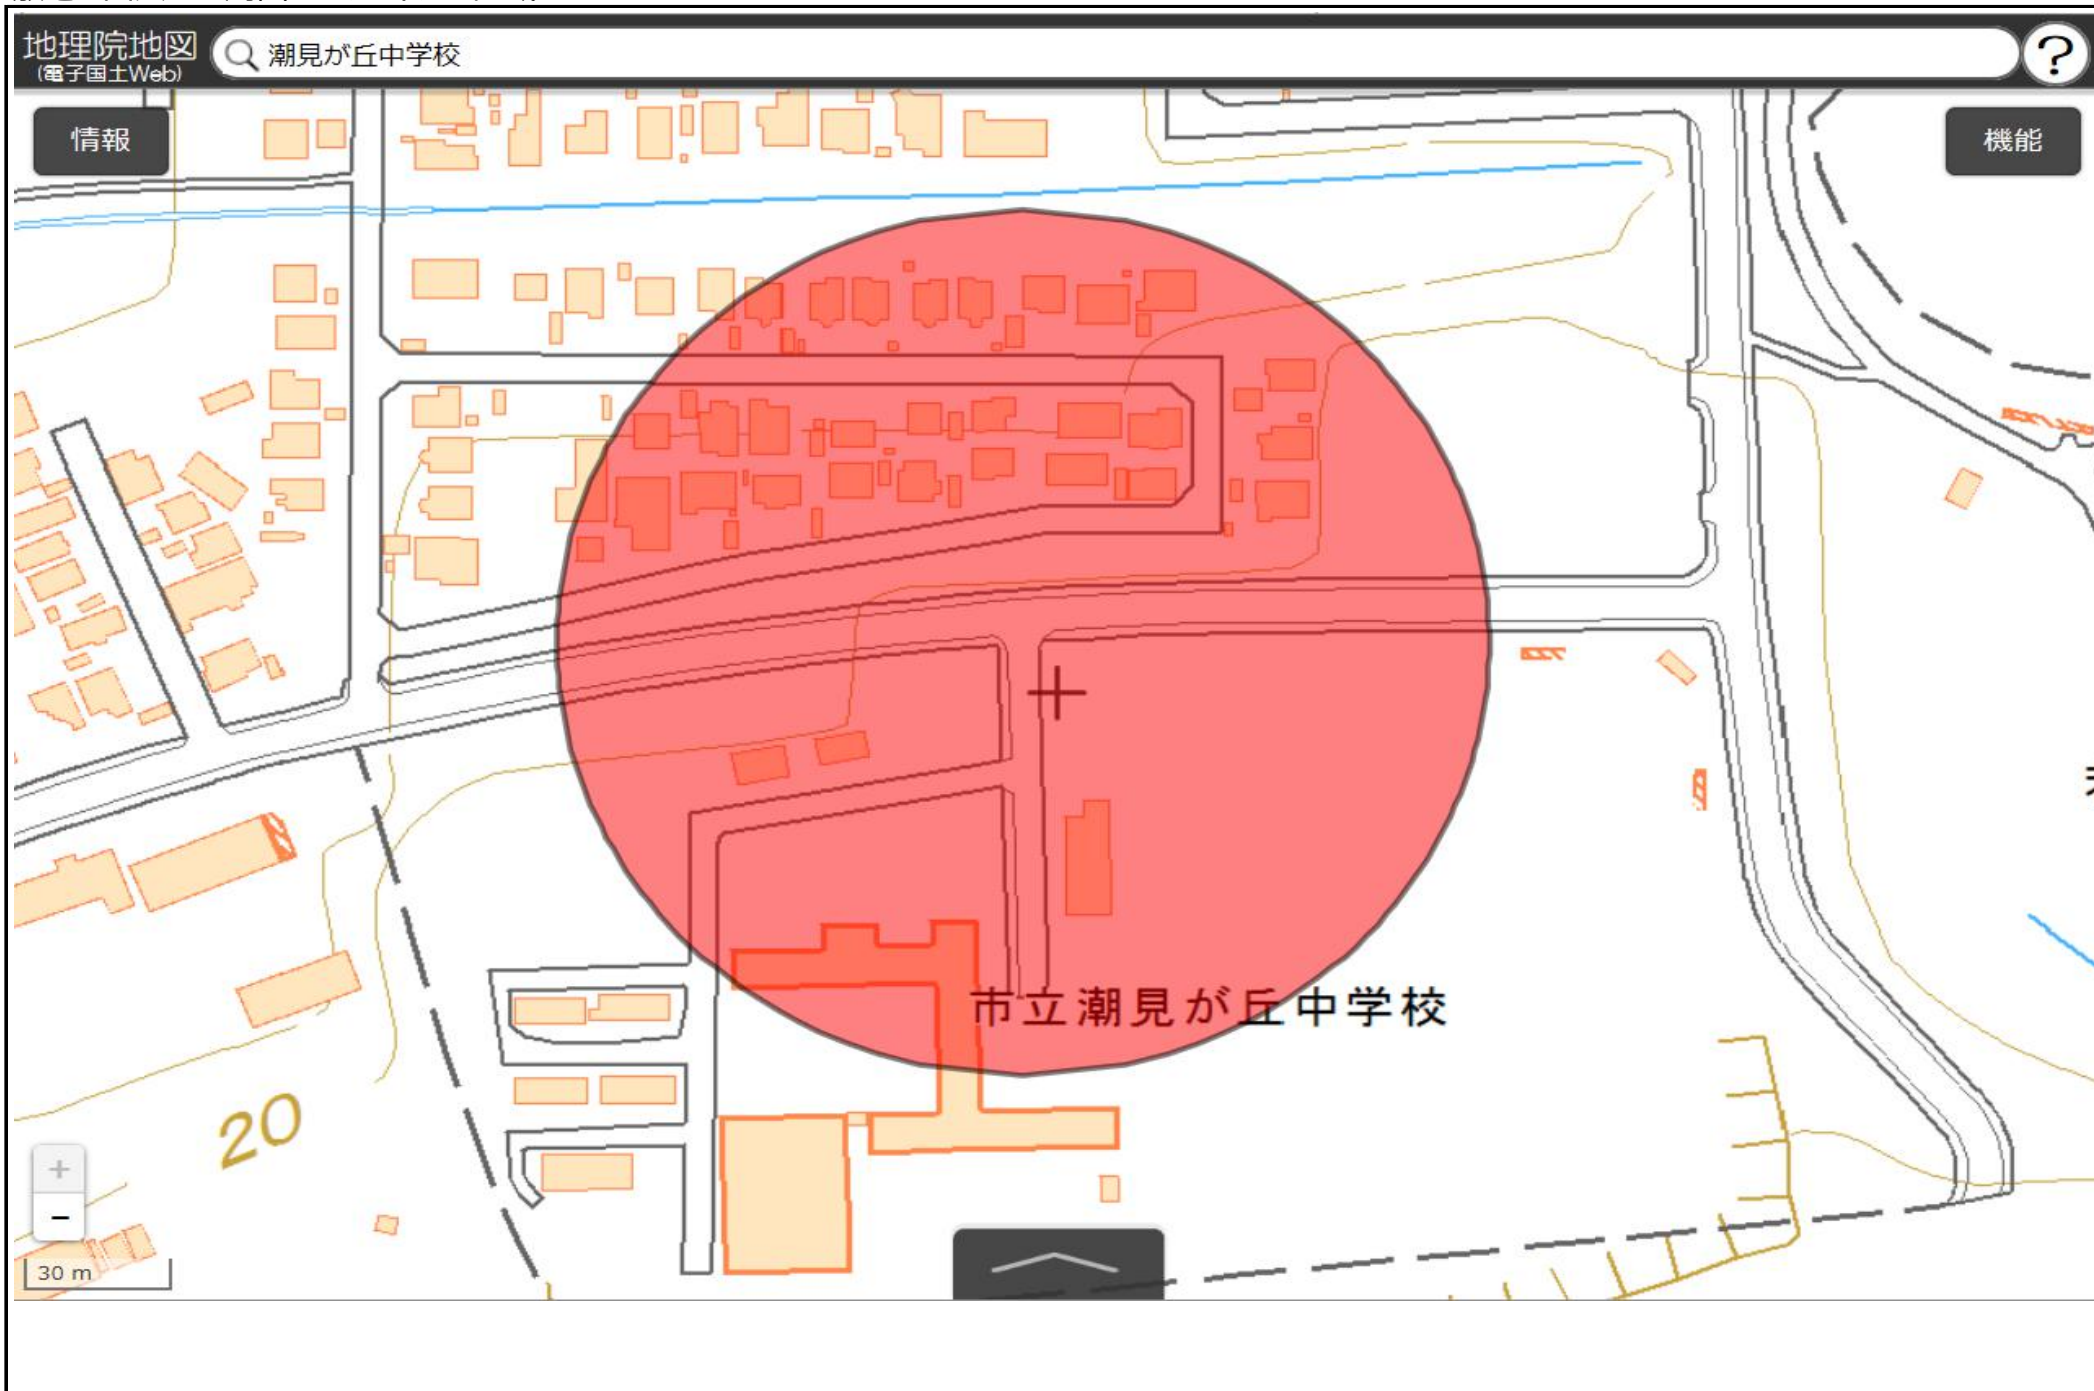 地理院地図
(電子国土Web)
潮見が丘中学校
?
情報
機能
市立潮見が丘中学校
20
+
−
30 m